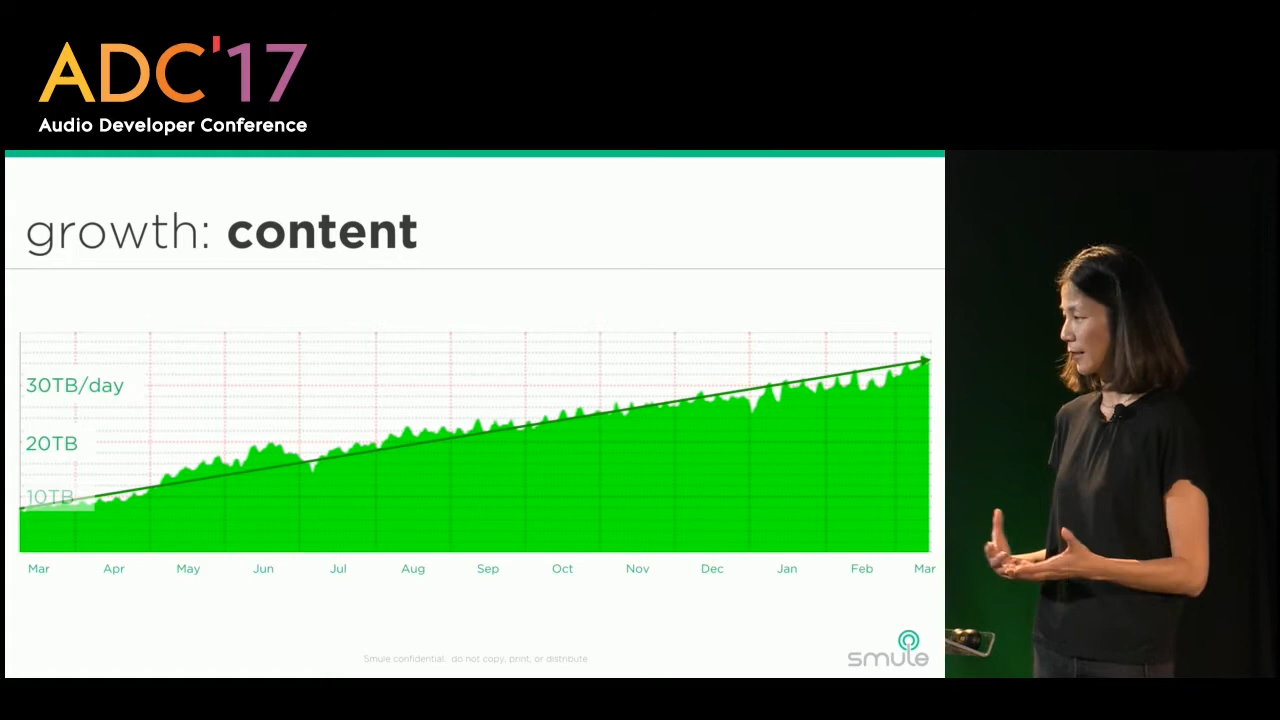 ADC'17
Audio Developer Conference
growth: content
30TB/day
20TB
10TB
Mar Apr May Jun Jul Aug Sep Oct Nov Dec Jan Feb Mar
Smule confidential: do not copy, print, or distribute
smule